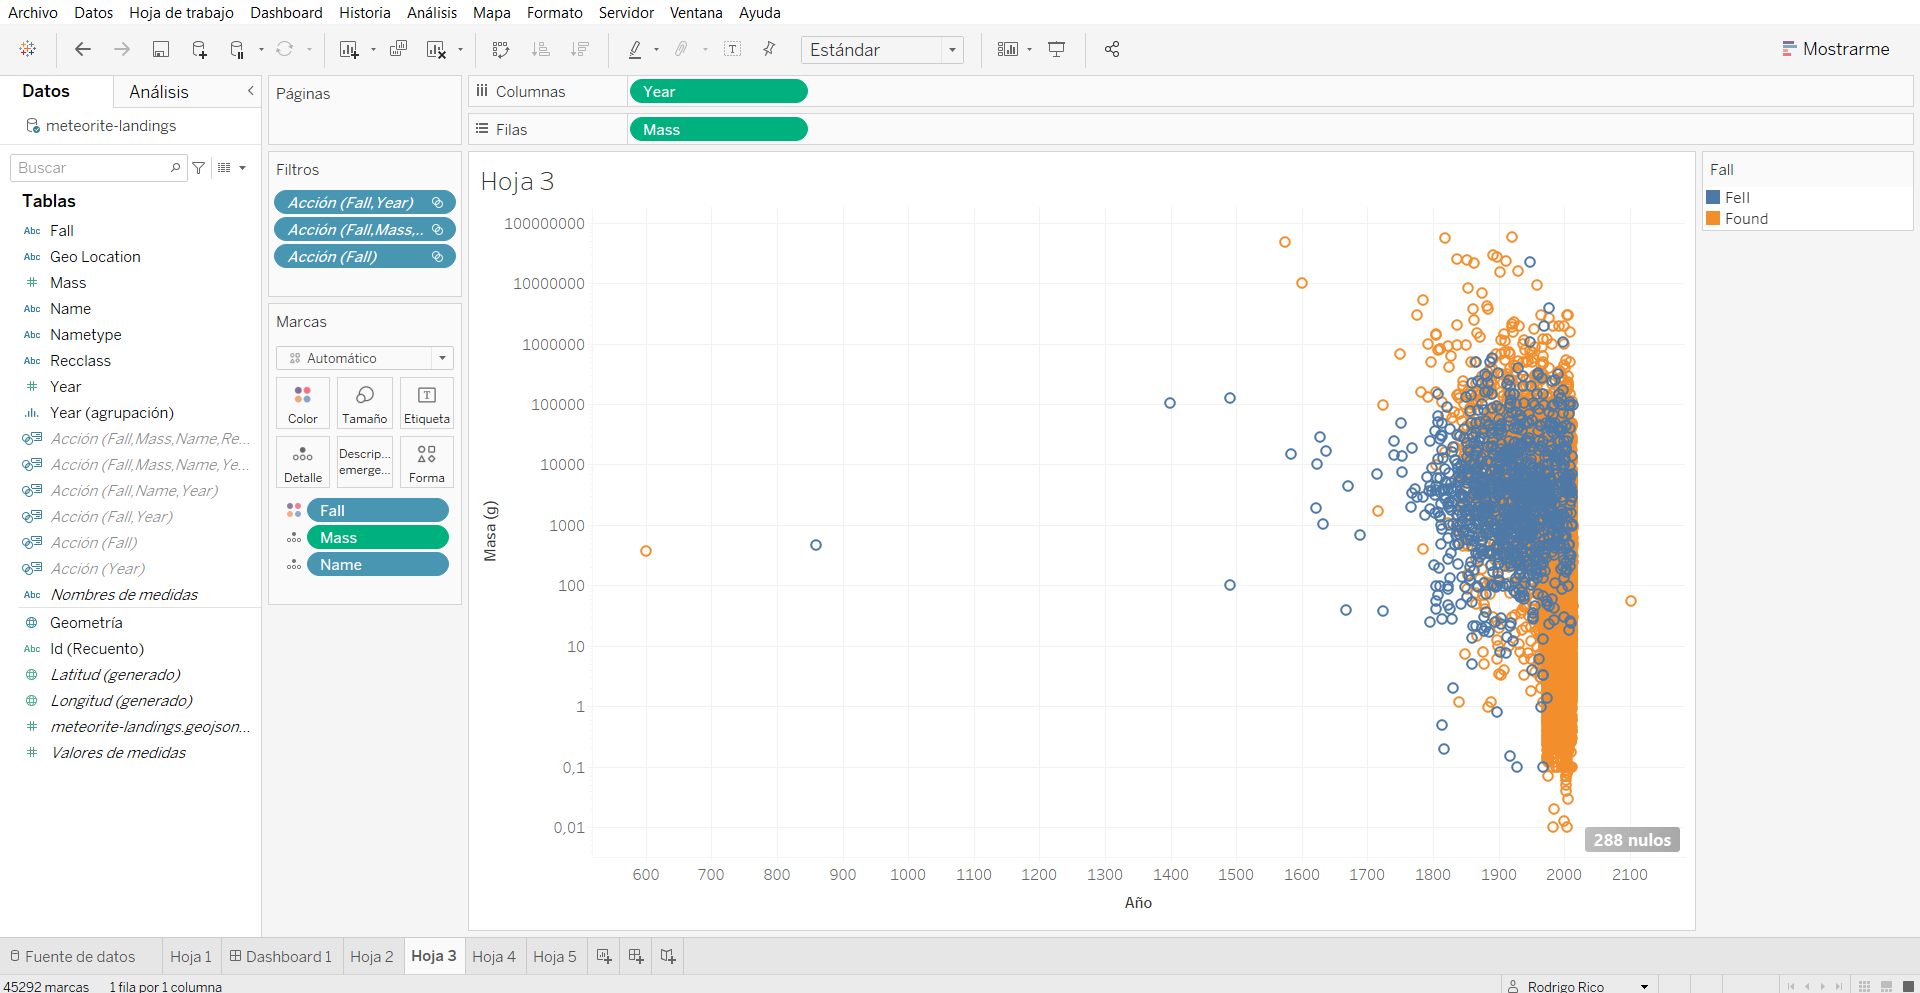 Archivo Datos Hoja de trabajo Dashboard Historia Análisis Mapa Formato Servidor Ventana Ayuda
Estándar
Mostrarme
Datos
Análisis
meteorite-landings
Buscar
Tablas
Abc Fall
Abc Geo Location
# Mass
Abc Name
Abc Nametype
Abc Recclass
# Year
Year (agrupación)
Acción (Fall,Mass,Name,Re...
Acción (Fall,Mass,Name,Ye...
Acción (Fall,Name,Year)
Acción (Fall,Year)
Acción (Fall)
Acción (Year)
Abc Nombres de medidas
Geometría
Abc Id (Recuento)
Latitud (generado)
Longitud (generado)
# meteorite-landings.geojson...
# Valores de medidas
Páginas
Filtros
Acción (Fall,Year)
Acción (Fall,Mass,..
Acción (Fall)
Marcas
Automático
Color
Tamaño
Etiqueta
Detalle
Descrip...
emerge...
Forma
Fall
Mass
Name
Columnas
Year
Filas
Mass
Hoja 3
100000000
10000000
1000000
100000
10000
1000
100
10
1
0,1
0,01
Masa (g)
288 nulos
600 700 800 900 1000 1100 1200 1300 1400 1500 1600 1700 1800 1900 2000 2100
Año
Fall
Fell
Found
Fuente de datos
Hoja 1
Dashboard 1
Hoja 2
Hoja 3
Hoja 4
Hoja 5
45292 marcas 1 fila por 1 columna
Rodrigo Rico